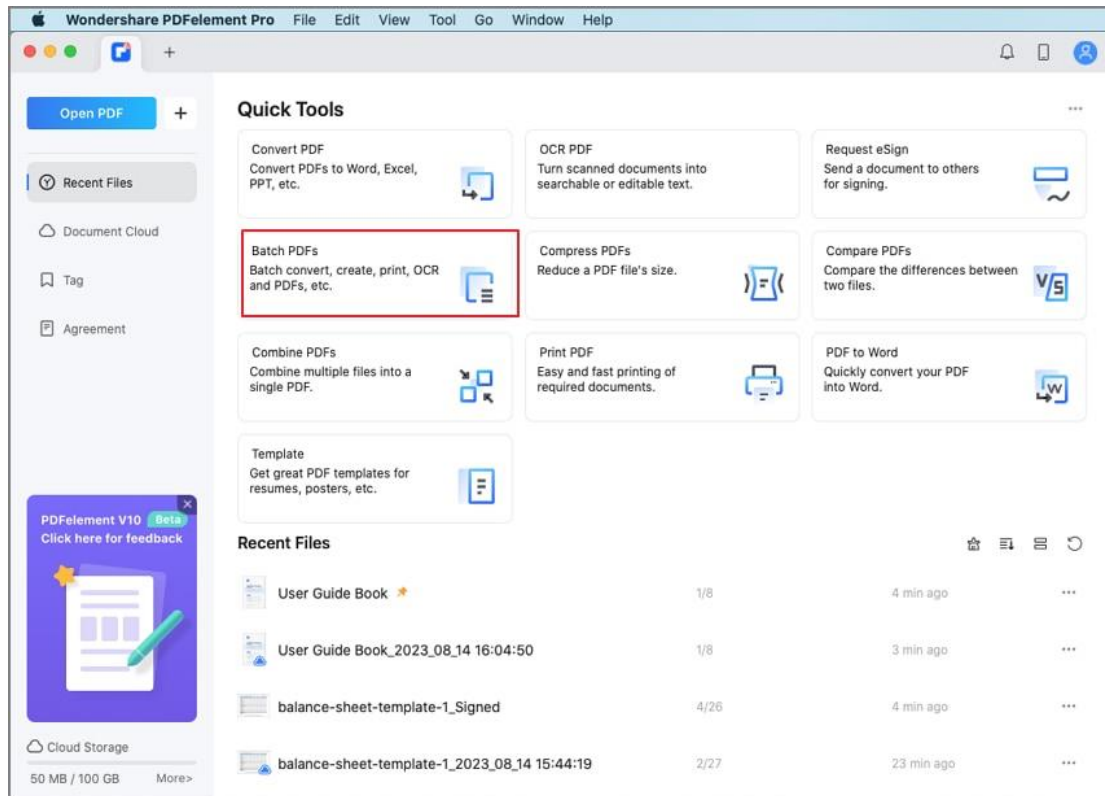 Wondershare PDFelement Pro File Edit View Tool Go Window Help
+
Open PDF +
Recent Files
Document Cloud
Tag
Agreement
Quick Tools
Convert PDF
Convert PDFs to Word, Excel,
PPT, etc.
OCR PDF
Turn scanned documents into
searchable or editable text.
Request eSign
Send a document to others
for signing.
Batch PDFs
Batch convert, create, print, OCR
and PDFs, etc.
Compress PDFs
Reduce a PDF file's size.
Compare PDFs
Compare the differences between
two files.
V/S
Combine PDFs
Combine multiple files into a
single PDF.
Print PDF
Easy and fast printing of
required documents.
PDF to Word
Quickly convert your PDF
into Word.
W
Template
Get great PDF templates for
resumes, posters, etc.
Recent Files
User Guide Book 1/8 4 min ago
User Guide Book_2023_08_14 16:04:50 1/8 3 min ago
balance-sheet-template-1_Signed 4/26 4 min ago
balance-sheet-template-1_2023_08_14 15:44:19 2/27 23 min ago
PDFelement V10 Beta
Click here for feedback
Cloud Storage
50 MB / 100 GB More>